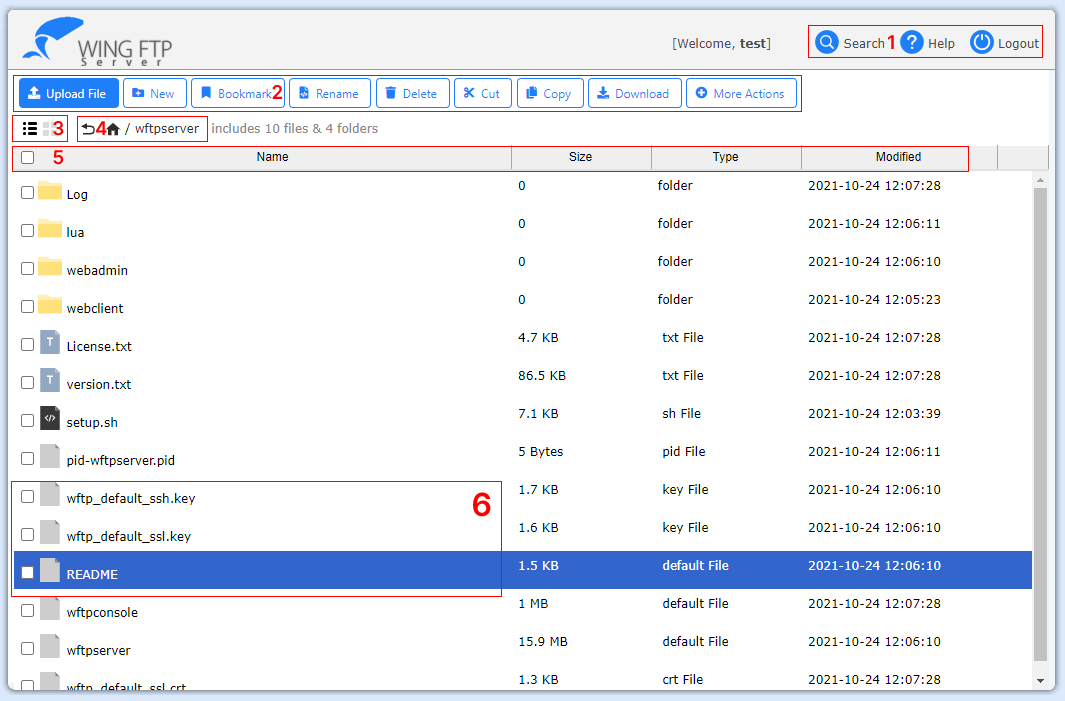 WING FTP
Server
[Welcome, test]
Search 1 Help Logout
Upload File New Bookmark 2 Rename Delete Cut Copy Download More Actions
3 4 / wftpserver includes 10 files & 4 folders
5 Name Size Type Modified
Log 0 folder 2021-10-24 12:07:28
lua 0 folder 2021-10-24 12:06:11
webadmin 0 folder 2021-10-24 12:06:10
webclient 0 folder 2021-10-24 12:05:23
T License.txt 4.7 KB txt File 2021-10-24 12:07:28
T version.txt 86.5 KB txt File 2021-10-24 12:07:28
</> setup.sh 7.1 KB sh File 2021-10-24 12:03:39
pid-wftpserver.pid 5 Bytes pid File 2021-10-24 12:06:11
wftp_default_ssh.key 6 1.7 KB key File 2021-10-24 12:06:10
wftp_default_ssl.key 1.6 KB key File 2021-10-24 12:06:10
README 1.5 KB default File 2021-10-24 12:06:10
wftpconsole 1 MB default File 2021-10-24 12:07:28
wftpserver 15.9 MB default File 2021-10-24 12:06:10
wftp_default_ssl.crt 1.3 KB crt File 2021-10-24 12:07:28